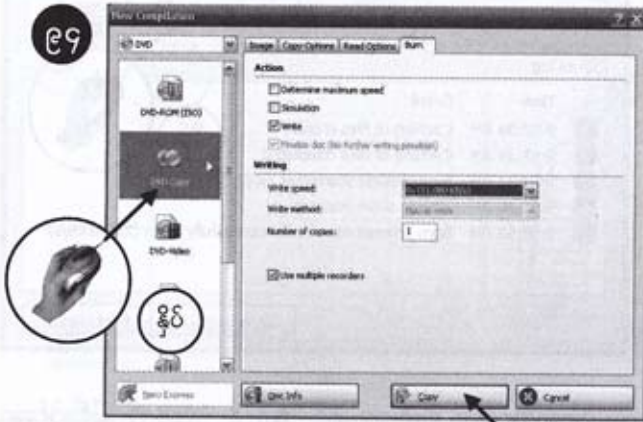 New Compilation
DVD
Image Copy Options Read Options Burn
Action
Determine maximum speed
Simulation
Write
Finalize disc (No further writing possible!)
Writing
Write speed:
Write method:
Number of copies: 1
Use multiple recorders
DVD-ROM (ISO)
DVD-Copy
DVD-Video
နှိပ်
Nero Express
Disc Info
Copy
Cancel